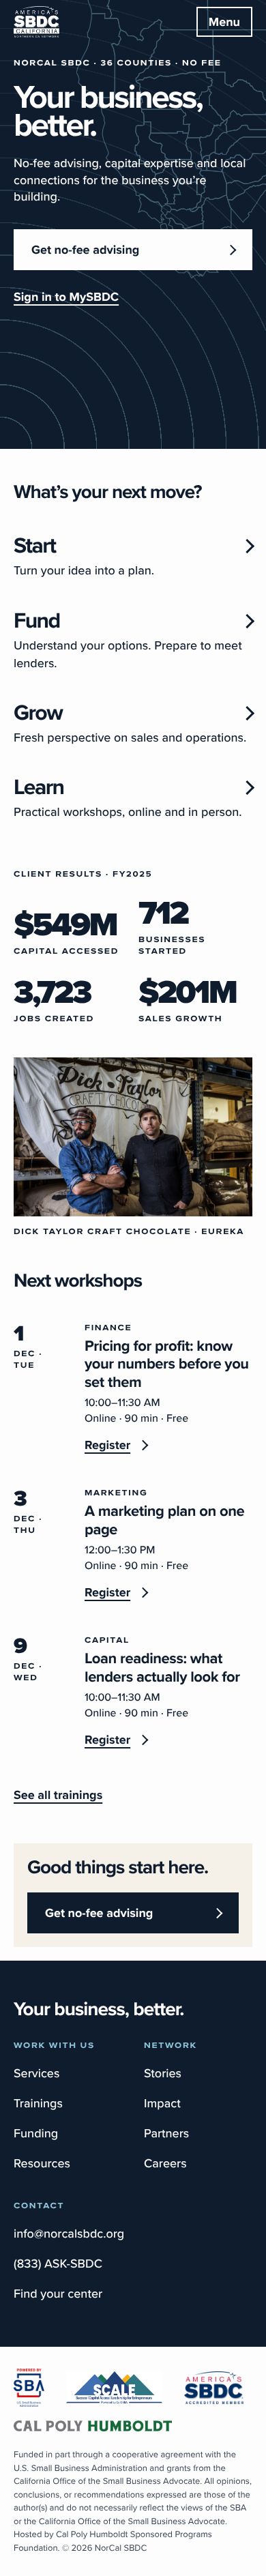 AMERICA'S
SBDC
CALIFORNIA
Menu
NORCAL SBDC · 36 COUNTIES · NO FEE
Your business,
better.
No-fee advising, capital expertise and local
connections for the business you're
building.
Get no-fee advising
Sign in to MySBDC
What's your next move?
Start
Turn your idea into a plan.
Fund
Understand your options. Prepare to meet
lenders.
Grow
Fresh perspective on sales and operations.
Learn
Practical workshops, online and in person.
CLIENT RESULTS · FY2025
$549M
CAPITAL ACCESSED
712
BUSINESSES
STARTED
3,723
JOBS CREATED
$201M
SALES GROWTH
Dick Taylor
CRAFT CHOCOLATE
DICK TAYLOR CRAFT CHOCOLATE · EUREKA
Next workshops
1
DEC ·
TUE
FINANCE
Pricing for profit: know
your numbers before you
set them
10:00–11:30 AM
Online · 90 min · Free
Register
3
DEC ·
THU
MARKETING
A marketing plan on one
page
12:00–1:30 PM
Online · 90 min · Free
Register
9
DEC ·
WED
CAPITAL
Loan readiness: what
lenders actually look for
10:00–11:30 AM
Online · 90 min · Free
Register
See all trainings
Good things start here.
Get no-fee advising
Your business, better.
WORK WITH US
Services
Trainings
Funding
Resources
NETWORK
Stories
Impact
Partners
Careers
CONTACT
info@norcalsbdc.org
(833) ASK-SBDC
Find your center
POWERED BY
SBA
SCALE
AMERICA'S
SBDC
ACCREDITED MEMBER
CAL POLY HUMBOLDT
Funded in part through a cooperative agreement with the
U.S. Small Business Administration and grants from the
California Office of the Small Business Advocate. All opinions,
conclusions, or recommendations expressed are those of the
author(s) and do not necessarily reflect the views of the SBA
or the California Office of the Small Business Advocate.
Hosted by Cal Poly Humboldt Sponsored Programs
Foundation. © 2026 NorCal SBDC